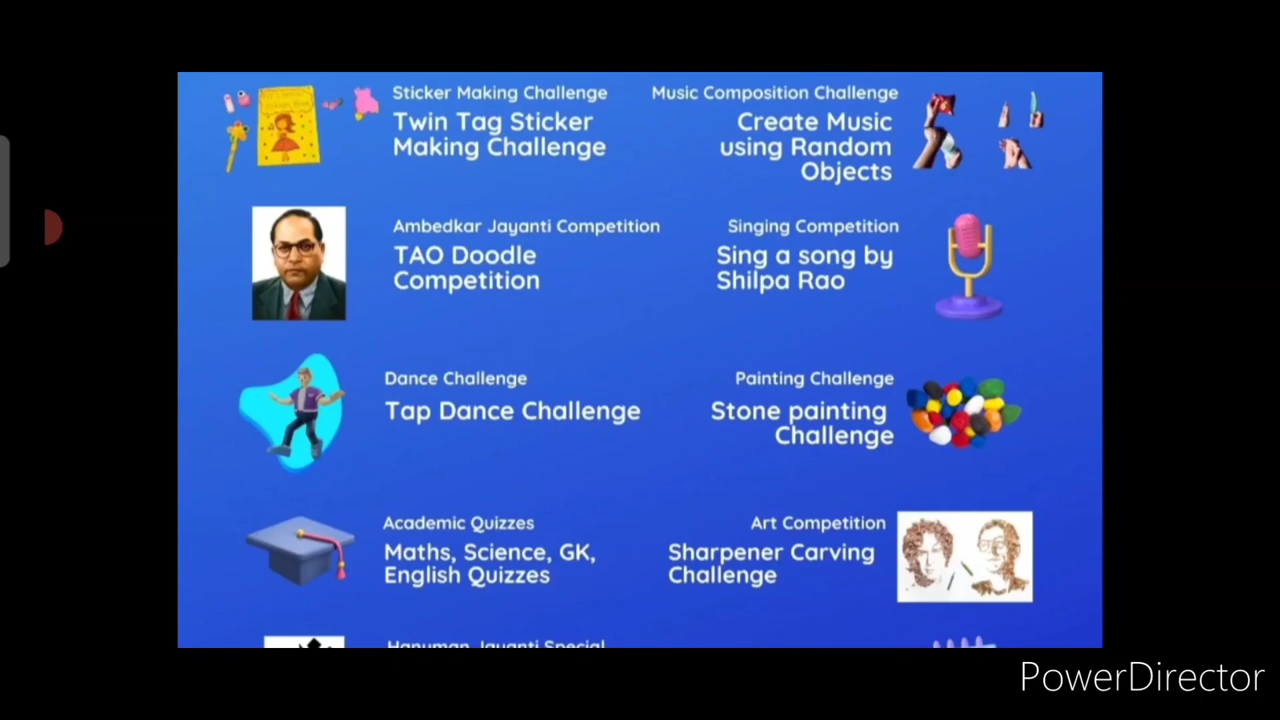 Sticker Making Challenge
Twin Tag Sticker
Making Challenge
Music Composition Challenge
Create Music
using Random
Objects
Ambedkar Jayanti Competition
TAO Doodle
Competition
Singing Competition
Sing a song by
Shilpa Rao
Dance Challenge
Tap Dance Challenge
Painting Challenge
Stone painting
Challenge
Academic Quizzes
Maths, Science, GK,
English Quizzes
Art Competition
Sharpener Carving
Challenge
Hanuman Jayanti Special
PowerDirector